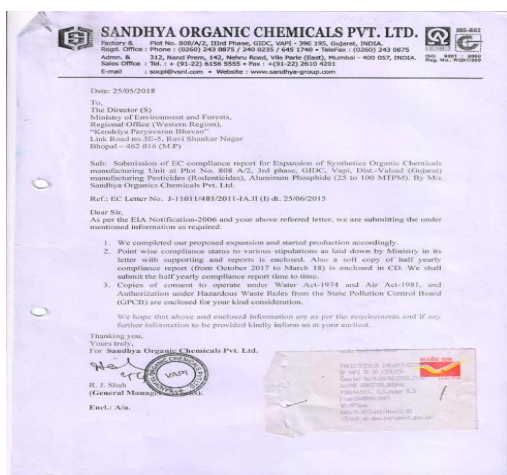 SANDHYA ORGANIC CHEMICALS PVT. LTD.
Factory & Plot No. 808/A/2, IIIrd Phase, GIDC, VAPI - 396 195, Gujarat, INDIA.
Regd. Office : Phone : (0260) 243 0875 / 240 0235 / 645 1740 • TeleFax : (0260) 243 0875
Admn. & 312, Nand Prem, 142, Nehru Road, Vile Parle (East), Mumbai - 400 057, INDIA.
Sales Office : Tel. : + (91-22) 6156 5555 • Fax : +(91-22) 2610 4201
E-mail : socpl@vsnl.com • Website : www.sandhya-group.com
JAS-ANZ
Date: 25/05/2018
To,
The Director (S)
Ministry of Environment and Forests,
Regional Office (Western Region),
"Kendriya Paryavaran Bhavan"
Link Road no.3E-5, Ravi Shankar Nagar
Bhopal – 462 016 (M.P)
Sub: Submission of EC compliance report for Expansion of Synthetics Organic Chemicals
manufacturing Unit at Plot No. 808 A/2, 3rd phase, GIDC, Vapi, Dist.-Valsad (Gujarat)
manufacturing Pesticides (Rodenticides), Aluminum Phosphide (25 to 100 MTPM). By M/s
Sandhya Organics Chemicals Pvt. Ltd.
Ref.: EC Letter No. J-11011/481/2011-IA.II (I) dt. 25/06/2015
Dear Sir,
As per the EIA Notification-2006 and your above referred letter, we are submitting the under
mentioned information as required.
1. We completed our proposed expansion and started production accordingly.
2. Point wise compliance status to various stipulations as laid down by Ministry in its
letter with supporting and reports is enclosed. Also a soft copy of half yearly
compliance report (from October 2017 to March 18) is enclosed in CD. We shall
submit the half yearly compliance report time to time.
3. Copies of consent to operate under Water Act-1974 and Air Act-1981, and
Authorization under Hazardous Waste Rules from the State Pollution Control Board
(GPCB) are enclosed for your kind consideration.
We hope that above and enclosed information are as per the requirements and if any
further information to be provided kindly inform us at your earliest.
Thanking you,
Yours truly,
For Sandhya Organic Chemicals Pvt. Ltd.
VAPI
R. J. Shah
(General Manager
Encl.: A/a.